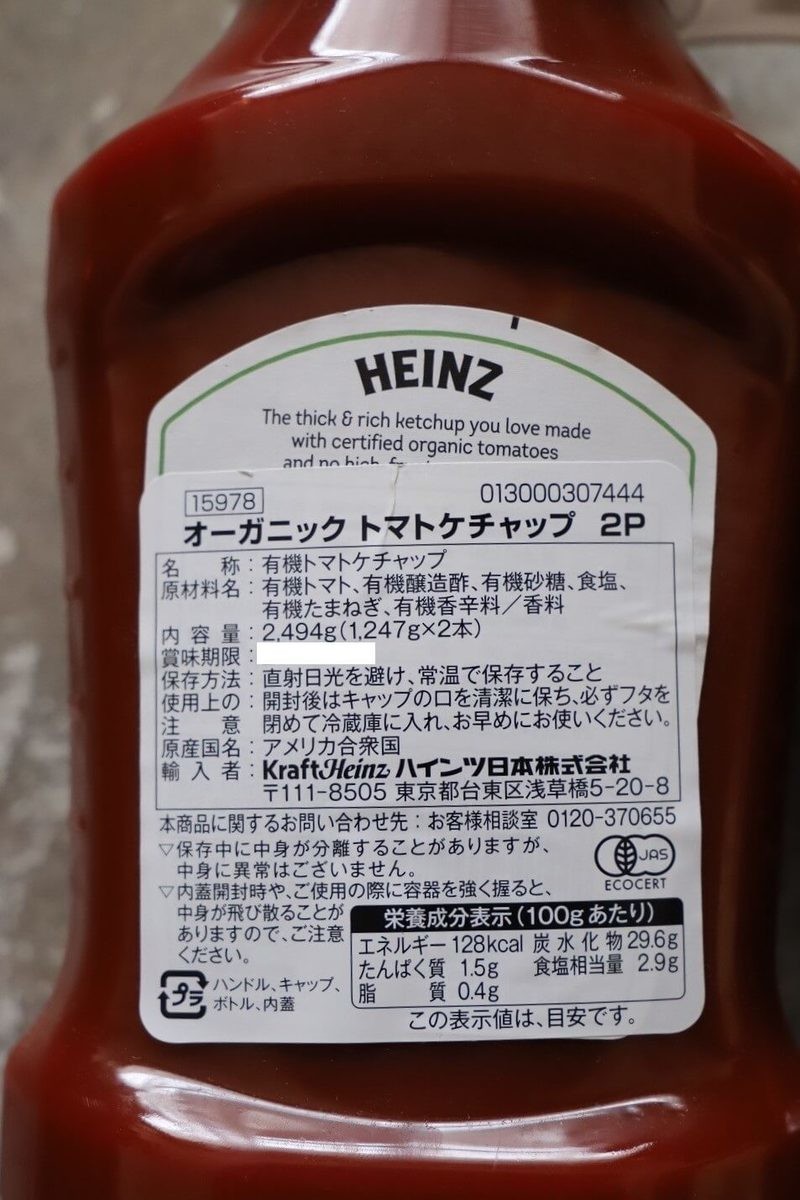 HEINZ
The thick & rich ketchup you love made
with certified organic tomatoes
and no high
15978
013000307444
オーガニック トマトケチャップ 2P
名称：有機トマトケチャップ
原材料名：有機トマト、有機醸造酢、有機砂糖、食塩、
有機たまねぎ、有機香辛料／香料
内容量：2,494g(1,247g×2本)
賞味期限：
保存方法：直射日光を避け、常温で保存すること
使用上の：開封後はキャップの口を清潔に保ち、必ずフタを
注意 閉めて冷蔵庫に入れ、お早めにお使いください。
原産国名：アメリカ合衆国
輸入者：KraftHeinz ハインツ日本株式会社
〒111-8505 東京都台東区浅草橋5-20-8
本商品に関するお問い合わせ先：お客様相談室 0120-370655
▽保存中に中身が分離することがありますが、
中身に異常はございません。
JAS
ECOCERT
▽内蓋開封時や、ご使用の際に容器を強く握ると、
中身が飛び散ることが
ありますので、ご注意
ください。
プラ
ハンドル、キャップ、
ボトル、内蓋
栄養成分表示（100gあたり）
エネルギー 128kcal 炭水化物 29.6g
たんぱく質 1.5g 食塩相当量 2.9g
脂質 0.4g
この表示値は、目安です。